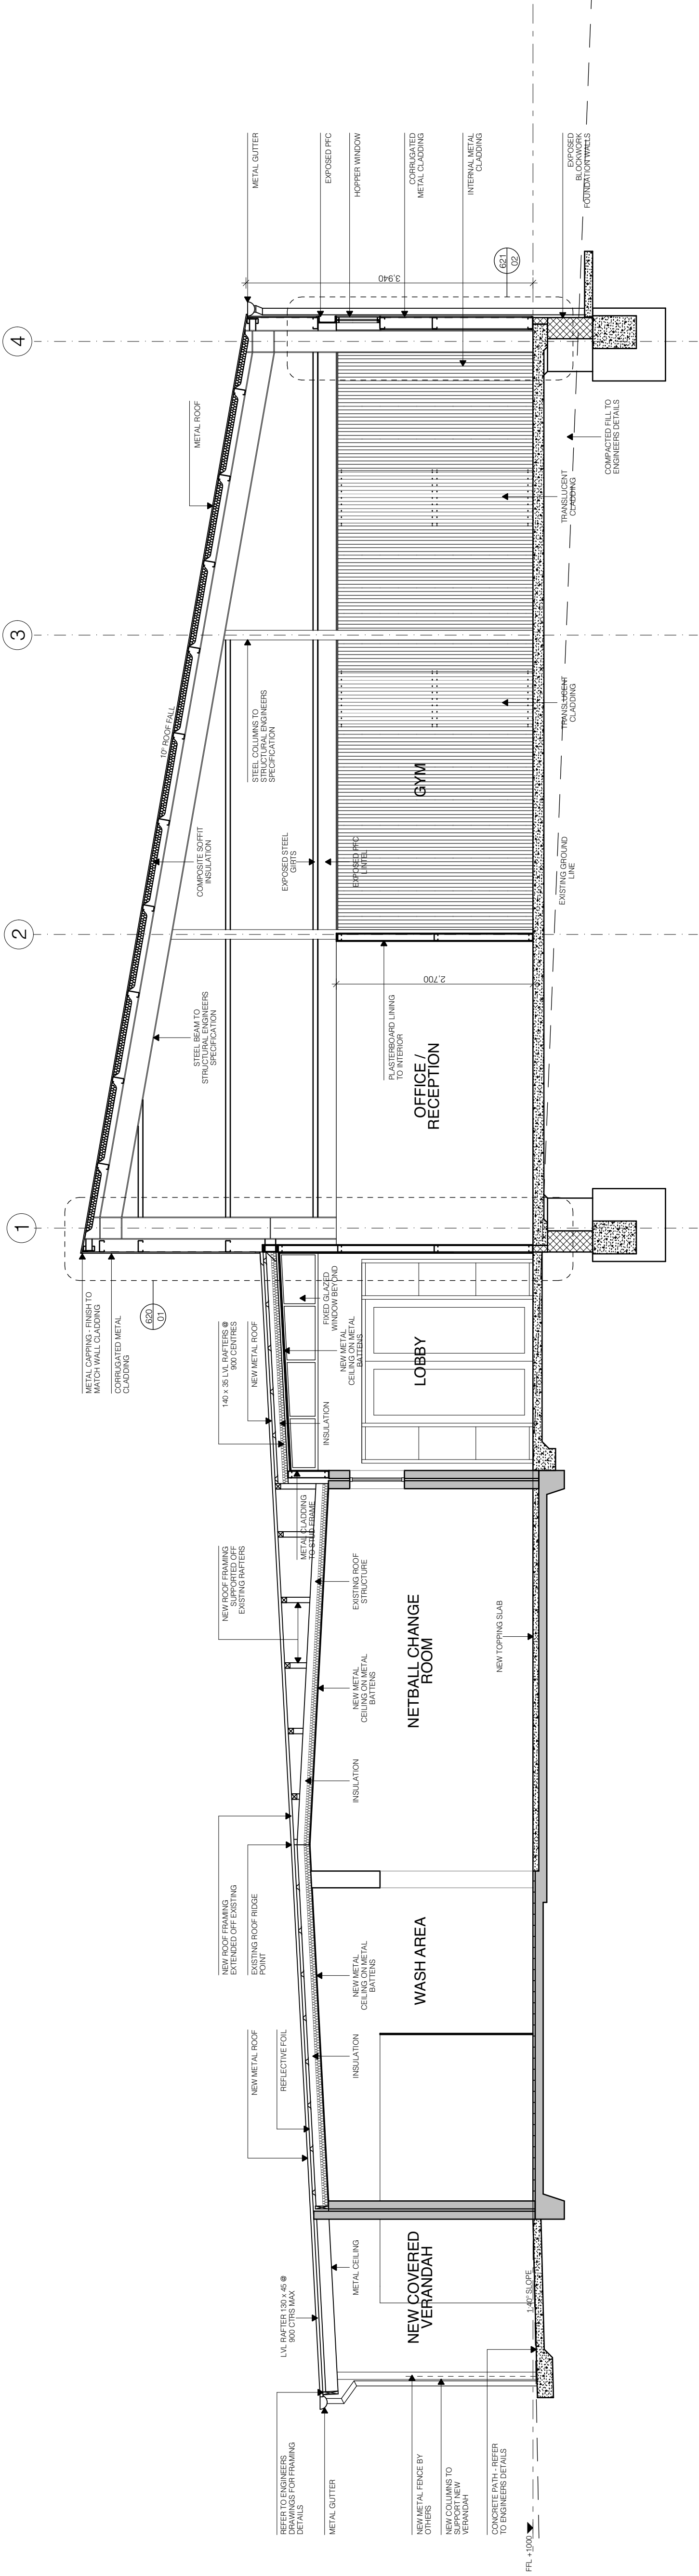 1
2
3
4
METAL CAPPING - FINISH TO
MATCH WALL CLADDING
CORRUGATED METAL
CLADDING
620
01
140 x 35 LVL RAFTERS @
900 CENTRES
NEW METAL ROOF
INSULATION
FIXED GLAZED
WINDOW BEYOND
NEW METAL
CEILING ON METAL
BATTENS
METAL CLADDING
TO STUD FRAME
NEW ROOF FRAMING
SUPPORTED OFF
EXISTING RAFTERS
EXISTING ROOF
STRUCTURE
NEW METAL
CEILING ON METAL
BATTENS
INSULATION
NEW ROOF FRAMING
EXTENDED OFF EXISTING
EXISTING ROOF RIDGE
POINT
NEW METAL
CEILING ON METAL
BATTENS
INSULATION
NEW METAL ROOF
REFLECTIVE FOIL
LVL RAFTER 130 x 45 @
900 CTRS MAX
METAL CEILING
REFER TO ENGINEERS
DRAWINGS FOR FRAMING
DETAILS
METAL GUTTER
NEW METAL FENCE BY
OTHERS
NEW COLUMNS TO
SUPPORT NEW
VERANDAH
CONCRETE PATH - REFER
TO ENGINEERS DETAILS
FFL +1000
1:40° SLOPE
NEW COVERED
VERANDAH
WASH AREA
NETBALL CHANGE
ROOM
NEW TOPPING SLAB
LOBBY
OFFICE /
RECEPTION
PLASTERBOARD LINING
TO INTERIOR
2,700
STEEL BEAM TO
STRUCTURAL ENGINEERS
SPECIFICATION
COMPOSITE SOFFIT
INSULATION
10° ROOF FALL
EXPOSED STEEL
GIRTS
EXPOSED PFC
LINTEL
STEEL COLUMNS TO
STRUCTURAL ENGINEERS
SPECIFICATION
GYM
EXISTING GROUND
LINE
TRANSLUCENT
CLADDING
TRANSLUCENT
CLADDING
COMPACTED FILL TO
ENGINEERS DETAILS
METAL ROOF
3,940
621
02
METAL GUTTER
EXPOSED PFC
HOPPER WINDOW
CORRUGATED
METAL CLADDING
INTERNAL METAL
CLADDING
EXPOSED
BLOCKWORK
FOUNDATION WALLS